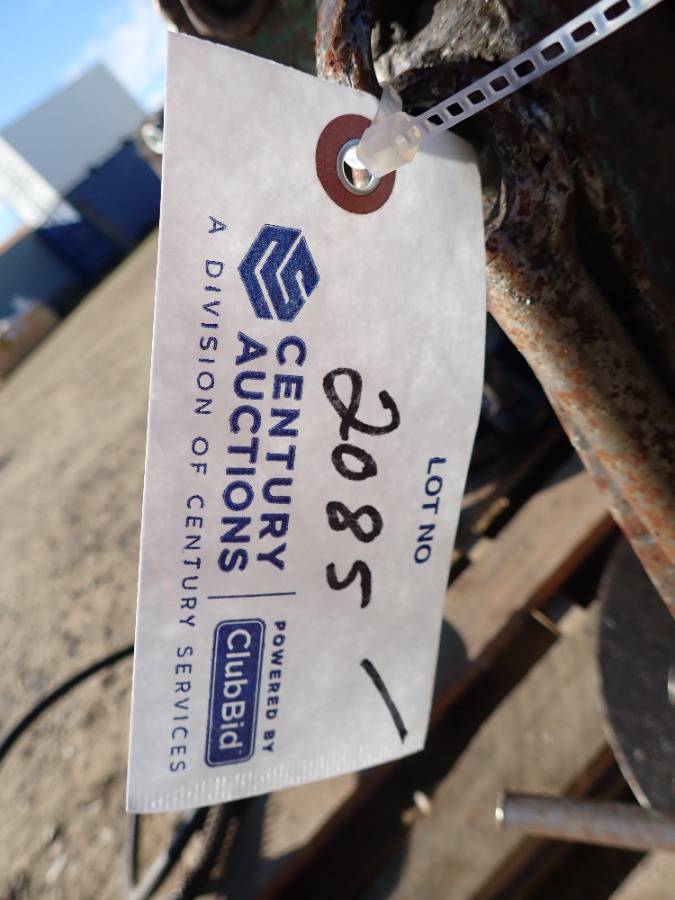 LOT NO
2085 /
CENTURY
AUCTIONS
POWERED BY
ClubBid
A DIVISION OF CENTURY SERVICES